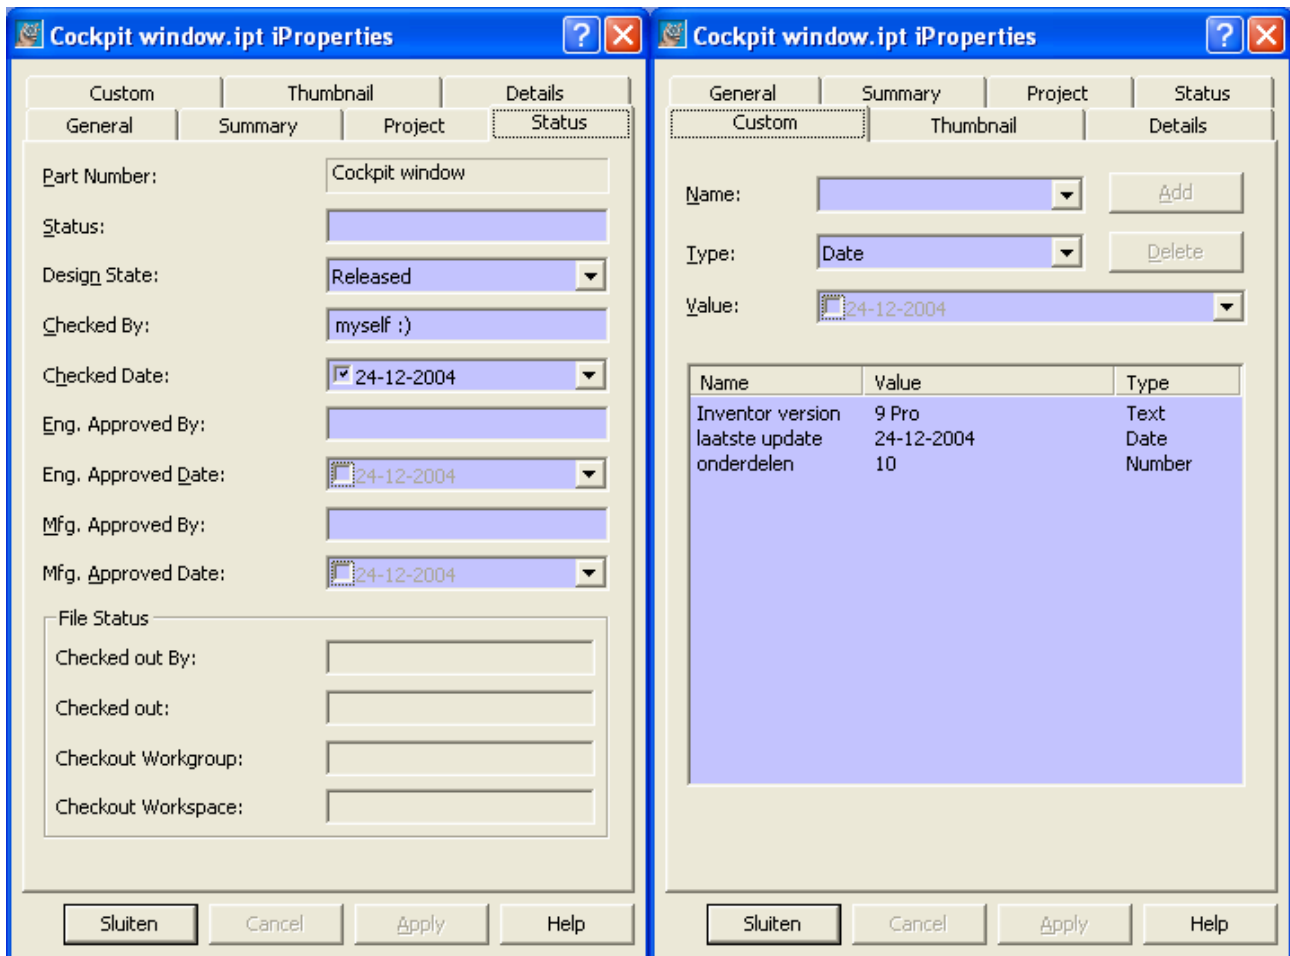 Cockpit window.ipt iProperties
Custom Thumbnail Details
General Summary Project Status
Part Number: Cockpit window
Status:
Design State: Released
Checked By: myself :)
Checked Date: 24-12-2004
Eng. Approved By:
Eng. Approved Date: 24-12-2004
Mfg. Approved By:
Mfg. Approved Date: 24-12-2004
File Status
Checked out By:
Checked out:
Checkout Workgroup:
Checkout Workspace:
Sluiten Cancel Apply Help
Cockpit window.ipt iProperties
General Summary Project Status
Custom Thumbnail Details
Name: Add
Type: Date Delete
Value: 24-12-2004
Name Value Type
Inventor version 9 Pro Text
laatste update 24-12-2004 Date
onderdelen 10 Number
Sluiten Cancel Apply Help